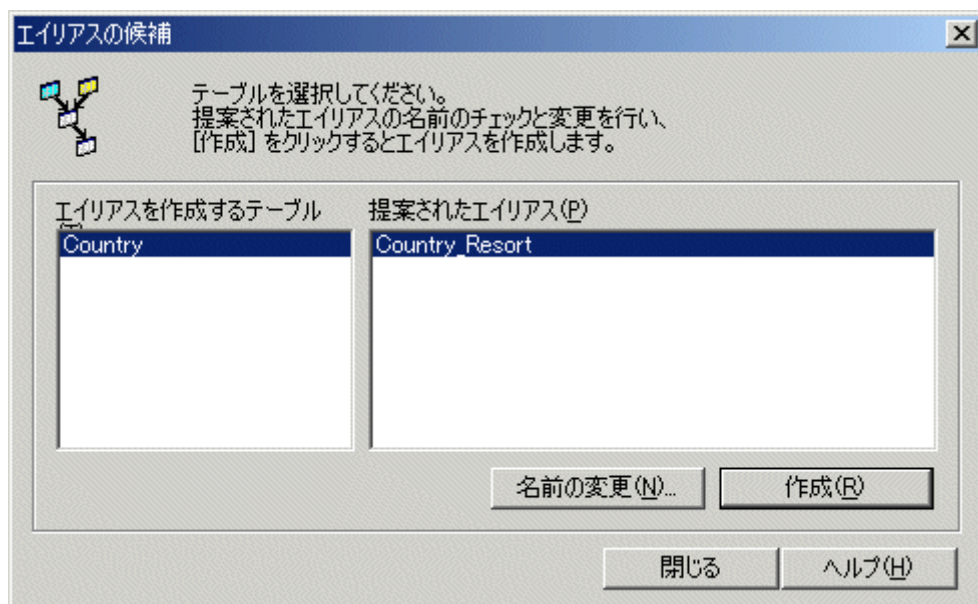 エイリアスの候補
テーブルを選択してください。
提案されたエイリアスの名前のチェックと変更を行い、
[作成] をクリックするとエイリアスを作成します。
エイリアスを作成するテーブル
提案されたエイリアス(P)
Country
Country_Resort
名前の変更(N)...
作成(R)
閉じる
ヘルプ(H)